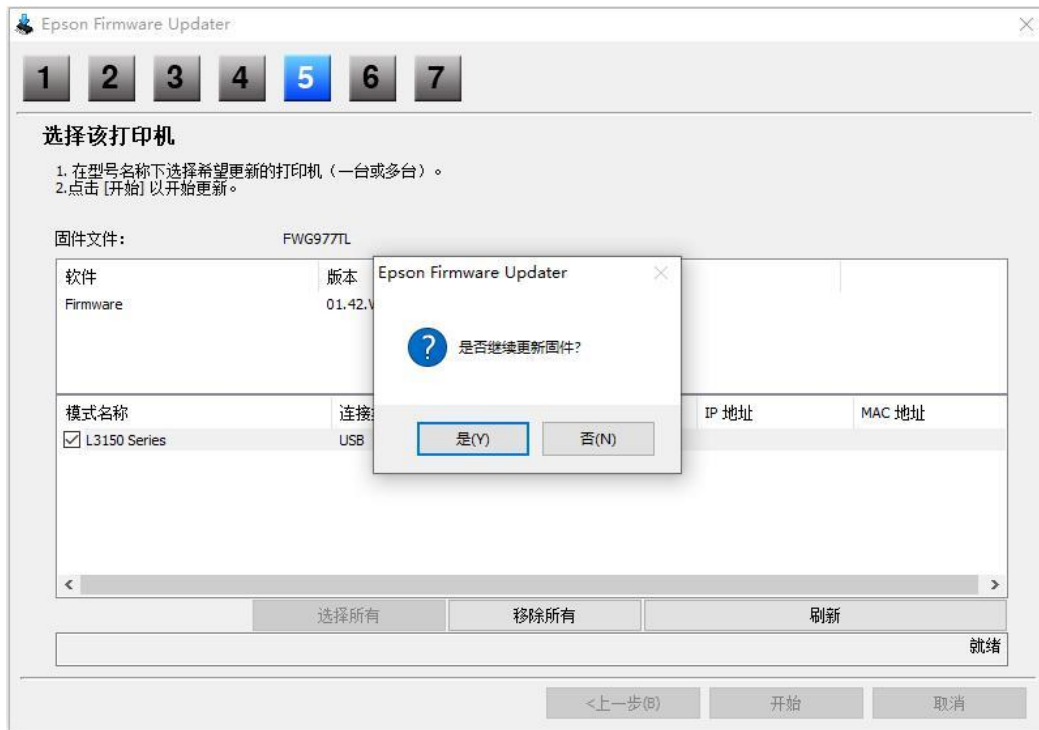 Epson Firmware Updater
1 2 3 4 5 6 7
选择该打印机
1. 在型号名称下选择希望更新的打印机（一台或多台）。
2.点击 [开始] 以开始更新。
固件文件： FWG977TL
软件 版本
Firmware 01.42.
Epson Firmware Updater
是否继续更新固件?
是(Y) 否(N)
模式名称 连接 IP 地址 MAC 地址
L3150 Series USB
选择所有 移除所有 刷新
就绪
<上一步(B) 开始 取消